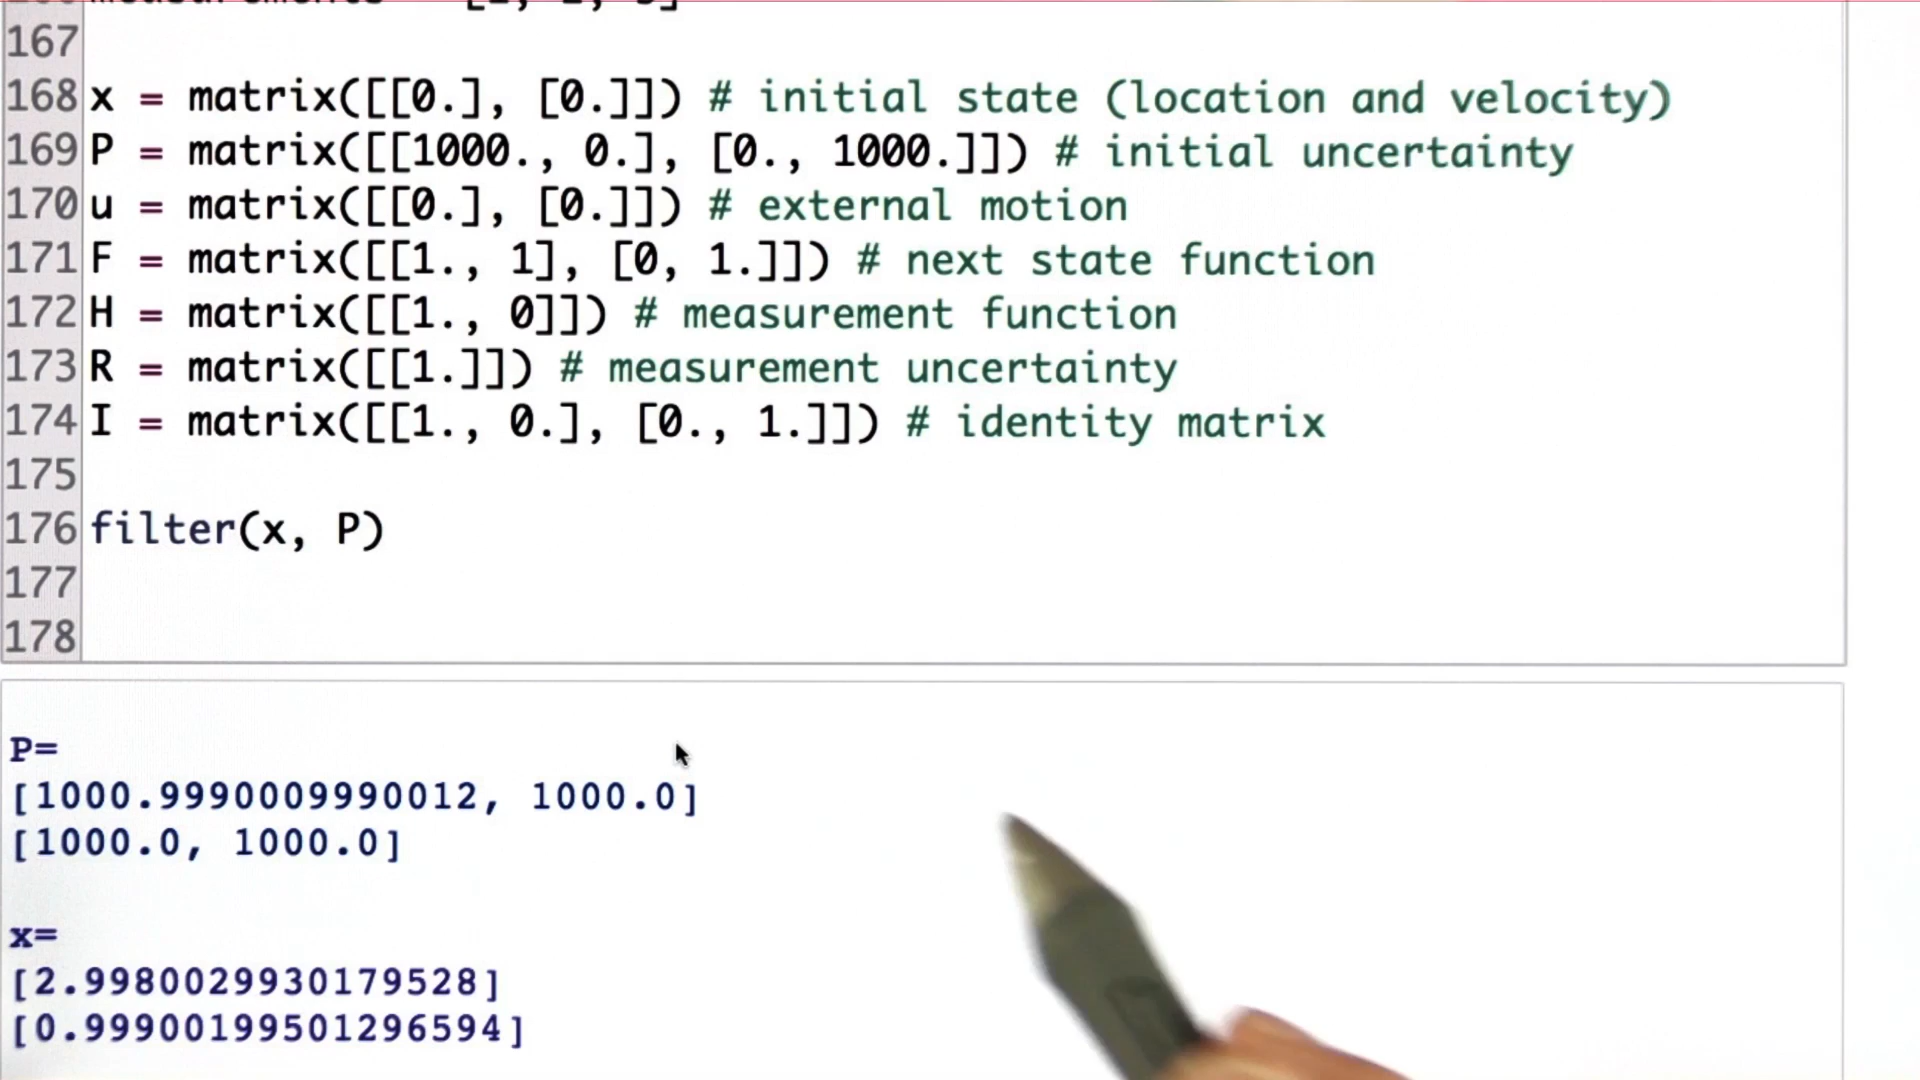 167
168 x = matrix([[0.], [0.]]) # initial state (location and velocity)
169 P = matrix([[1000., 0.], [0., 1000.]]) # initial uncertainty
170 u = matrix([[0.], [0.]]) # external motion
171 F = matrix([[1., 1], [0, 1.]]) # next state function
172 H = matrix([[1., 0]]) # measurement function
173 R = matrix([[1.]]) # measurement uncertainty
174 I = matrix([[1., 0.], [0., 1.]]) # identity matrix
175
176 filter(x, P)
177
178
P=
[1000.9990009990012, 1000.0]
[1000.0, 1000.0]
x=
[2.9980029930179528]
[0.99900199501296594]